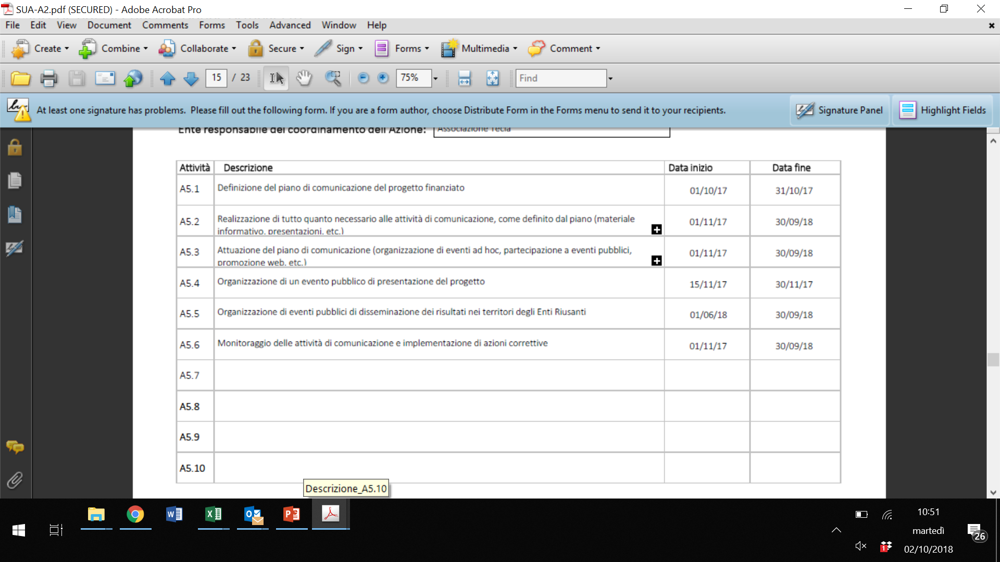 SUA-A2.pdf (SECURED) - Adobe Acrobat Pro
File Edit View Document Comments Forms Tools Advanced Window Help
Create Combine Collaborate Secure Sign Forms Multimedia Comment
15 / 23 75% Find
At least one signature has problems. Please fill out the following form. If you are a form author, choose Distribute Form in the Forms menu to send it to your recipients. Signature Panel Highlight Fields
Ente responsabile del coordinamento dell'Azione: Associazione Tecla
Attività Descrizione Data inizio Data fine
A5.1 Definizione del piano di comunicazione del progetto finanziato 01/10/17 31/10/17
A5.2 Realizzazione di tutto quanto necessario alle attività di comunicazione, come definito dal piano (materiale
informativo, presentazioni, etc.) 01/11/17 30/09/18
A5.3 Attuazione del piano di comunicazione (organizzazione di eventi ad hoc, partecipazione a eventi pubblici,
promozione web, etc.) 01/11/17 30/09/18
A5.4 Organizzazione di un evento pubblico di presentazione del progetto 15/11/17 30/11/17
A5.5 Organizzazione di eventi pubblici di disseminazione dei risultati nei territori degli Enti Riusanti 01/06/18 30/09/18
A5.6 Monitoraggio delle attività di comunicazione e implementazione di azioni correttive 01/11/17 30/09/18
A5.7
A5.8
A5.9
A5.10
Descrizione_A5.10
10:51
martedì
26
1
02/10/2018